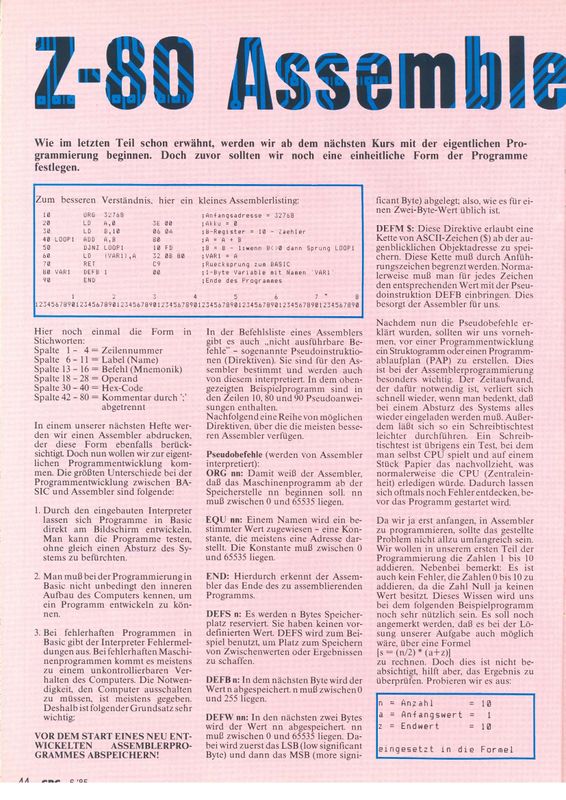 Z-80 Assemble
Wie im letzten Teil schon erwähnt, werden wir ab dem nächsten Kurs mit der eigentlichen Pro-
grammierung beginnen. Doch zuvor sollten wir noch eine einheitliche Form der Programme
festlegen.
Zum besseren Verständnis, hier ein kleines Assemblerlisting:
10 ORG 32768 ;Anfangsadresse = 32768
20 LD A,0 3E 00 ;Akku = 0
30 LD B,10 06 0A ;B-Register = 10 - Zaehler
40 LOOP1 ADD A,B 80 ;A = A + B
50 DJNZ LOOP1 10 FD ;B = B - 1:wenn B<>0 dann Sprung LOOP1
60 LD (VAR1),A 32 08 80 ;VAR1 = A
70 RET C9 ;Ruecksprung zum BASIC
80 VAR1 DEFB 1 00 ;1-Byte Variable mit Namen 'VAR1'
90 END ;Ende des Programmes
1 2 3 4 5 6 7 8
12345678901234567890123456789012345678901234567890123456789012345678901234567890
Hier noch einmal die Form in
Stichworten:
Spalte 1 - 4 = Zeilennummer
Spalte 6 - 11 = Label (Name)
Spalte 13 - 16 = Befehl (Mnemonik)
Spalte 18 - 28 = Operand
Spalte 30 - 40 = Hex-Code
Spalte 42 - 80 = Kommentar durch ';'
abgetrennt
In einem unserer nächsten Hefte wer-
den wir einen Assembler abdrucken,
der diese Form ebenfalls berück-
sichtigt. Doch nun wollen wir zur eigent-
lichen Programmentwicklung kom-
men. Die größten Unterschiede bei der
Programmentwicklung zwischen BA-
SIC und Assembler sind folgende:
1. Durch den eingebauten Interpreter
lassen sich Programme in Basic
direkt am Bildschirm entwickeln.
Man kann die Programme testen,
ohne gleich einen Absturz des Sy-
stems zu befürchten.
2. Man muß bei der Programmierung in
Basic nicht unbedingt den inneren
Aufbau des Computers kennen, um
ein Programm entwickeln zu kön-
nen.
3. Bei fehlerhaften Programmen in
Basic gibt der Interpreter Fehlermel-
dungen aus. Bei fehlerhaften Maschi-
nenprogrammen kommt es meistens
zu einem unkontrollierbaren Ver-
halten des Computers. Die Notwen-
digkeit, den Computer ausschalten
zu müssen, ist meistens gegeben.
Deshalb ist folgender Grundsatz sehr
wichtig:
VOR DEM START EINES NEU ENT-
WICKELTEN ASSEMBLERPRO-
GRAMMES ABSPEICHERN!
In der Befehlsliste eines Assemblers
gibt es auch „nicht ausführbare Be-
fehle" – sogenannte Pseudoinstruktio-
nen (Direktiven). Sie sind für den As-
sembler bestimmt und werden auch
von diesem interpretiert. In dem oben-
gezeigten Beispielprogramm sind in
den Zeilen 10, 80 und 90 Pseudoanwei-
sungen enthalten.
Nachfolgend eine Reihe von möglichen
Direktiven, über die die meisten besse-
ren Assembler verfügen.
Pseudobefehle (werden von Assembler
interpretiert):
ORG nn: Damit weiß der Assembler,
daß das Maschinenprogramm ab der
Speicherstelle nn beginnen soll. nn
muß zwischen 0 und 65535 liegen.
EQU nn: Einem Namen wird ein be-
stimmter Wert zugewiesen – eine Kon-
stante, die meistens eine Adresse dar-
stellt. Die Konstante muß zwischen 0
und 65535 liegen.
END: Hierdurch erkennt der Assem-
bler das Ende des zu assemblierenden
Programms.
DEFS n: Es werden n Bytes Speicher-
platz reserviert. Sie haben keinen vor-
definierten Wert. DEFS wird zum Bei-
spiel benutzt, um Platz zum Speichern
von Zwischenwerten oder Ergebnissen
zu schaffen.
DEFB n: In dem nächsten Byte wird der
Wert n abgespeichert. n muß zwischen 0
und 255 liegen.
DEFW nn: In den nächsten zwei Bytes
wird der Wert nn abgespeichert. nn
muß zwischen 0 und 65535 liegen. Da-
bei wird zuerst das LSB (low significant
Byte) und dann das MSB (more signi-
ficant Byte) abgelegt; also, wie es für ei-
nen Zwei-Byte-Wert üblich ist.
DEFM $: Diese Direktive erlaubt eine
Kette von ASCII-Zeichen ($) ab der au-
genblicklichen Objektadresse zu spei-
chern. Diese Kette muß durch Anfüh-
rungszeichen begrenzt werden. Norma-
lerweise muß man für jedes Zeichen
den entsprechenden Wert mit der Pseu-
doinstruktion DEFB einbringen. Dies
besorgt der Assembler für uns.
Nachdem nun die Pseudobefehle er-
klärt wurden, sollten wir uns vorneh-
men, vor einer Programmentwicklung
ein Struktogramm oder einen Programm-
ablaufplan (PAP) zu erstellen. Dies
ist bei der Assemblerprogrammierung
besonders wichtig. Der Zeitaufwand,
der dafür notwendig ist, verliert sich
schnell wieder, wenn man bedenkt, daß
bei einem Absturz des Systems alles
wieder eingeladen werden muß. Außer-
dem läßt sich so ein Schreibtischtest
leichter durchführen. Ein Schreib-
tischtest ist übrigens ein Test, bei dem
man selbst CPU spielt und auf einem
Stück Papier das nachvollzieht, was
normalerweise die CPU (Zentralein-
heit) erledigen würde. Dadurch lassen
sich oftmals noch Fehler entdecken, be-
vor das Programm gestartet wird.
Da wir ja erst anfangen, in Assembler
zu programmieren, sollte das gestellte
Problem nicht allzu umfangreich sein.
Wir wollen in unserem ersten Teil der
Programmierung die Zahlen 1 bis 10
addieren. Nebenbei bemerkt: Es ist
auch kein Fehler, die Zahlen 0 bis 10 zu
addieren, da die Zahl Null ja keinen
Wert besitzt. Dieses Wissen wird uns
bei dem folgenden Beispielprogramm
noch sehr nützlich sein. Es soll noch
angemerkt werden, daß es bei der Lö-
sung unserer Aufgabe auch möglich
wäre, über eine Formel
[s = (n/2) * (a+z)]
zu rechnen. Doch dies ist nicht be-
absichtigt, hilft aber, das Ergebnis zu
überprüfen. Probieren wir es aus:
n = Anzahl = 10
a = Anfangswert = 1
z = Endwert = 10
eingesetzt in die Formel
44 CPC 6'85